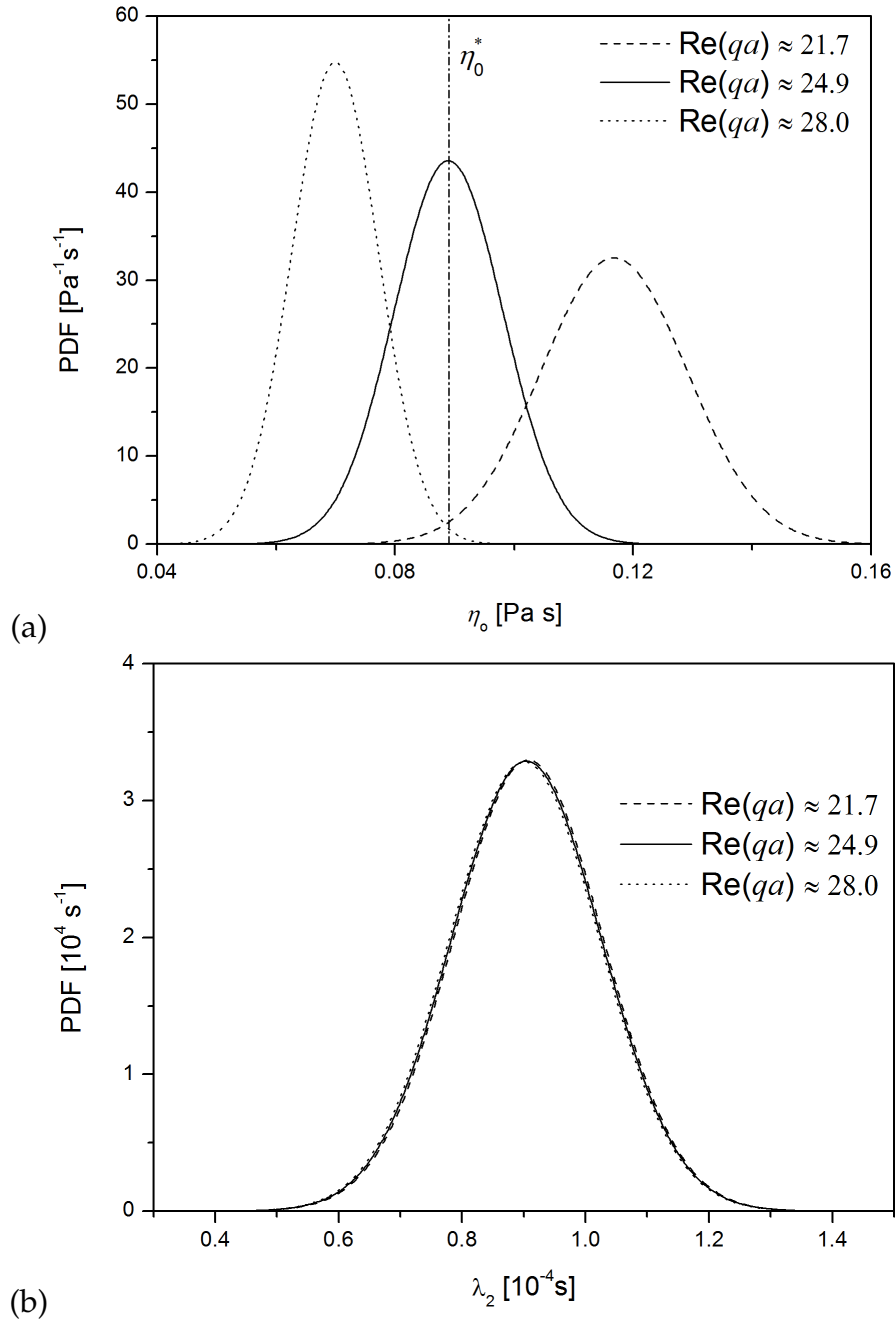 60
50
40
30
20
10
0
PDF [Pa⁻¹s⁻¹]
η₀*
Re(qa) ≈ 21.7
Re(qa) ≈ 24.9
Re(qa) ≈ 28.0
0.04 0.08 0.12 0.16
ηₒ [Pa s]
(a)
4
3
2
1
0
PDF [10⁴ s⁻¹]
Re(qa) ≈ 21.7
Re(qa) ≈ 24.9
Re(qa) ≈ 28.0
0.4 0.6 0.8 1.0 1.2 1.4
λ₂ [10⁻⁴s]
(b)